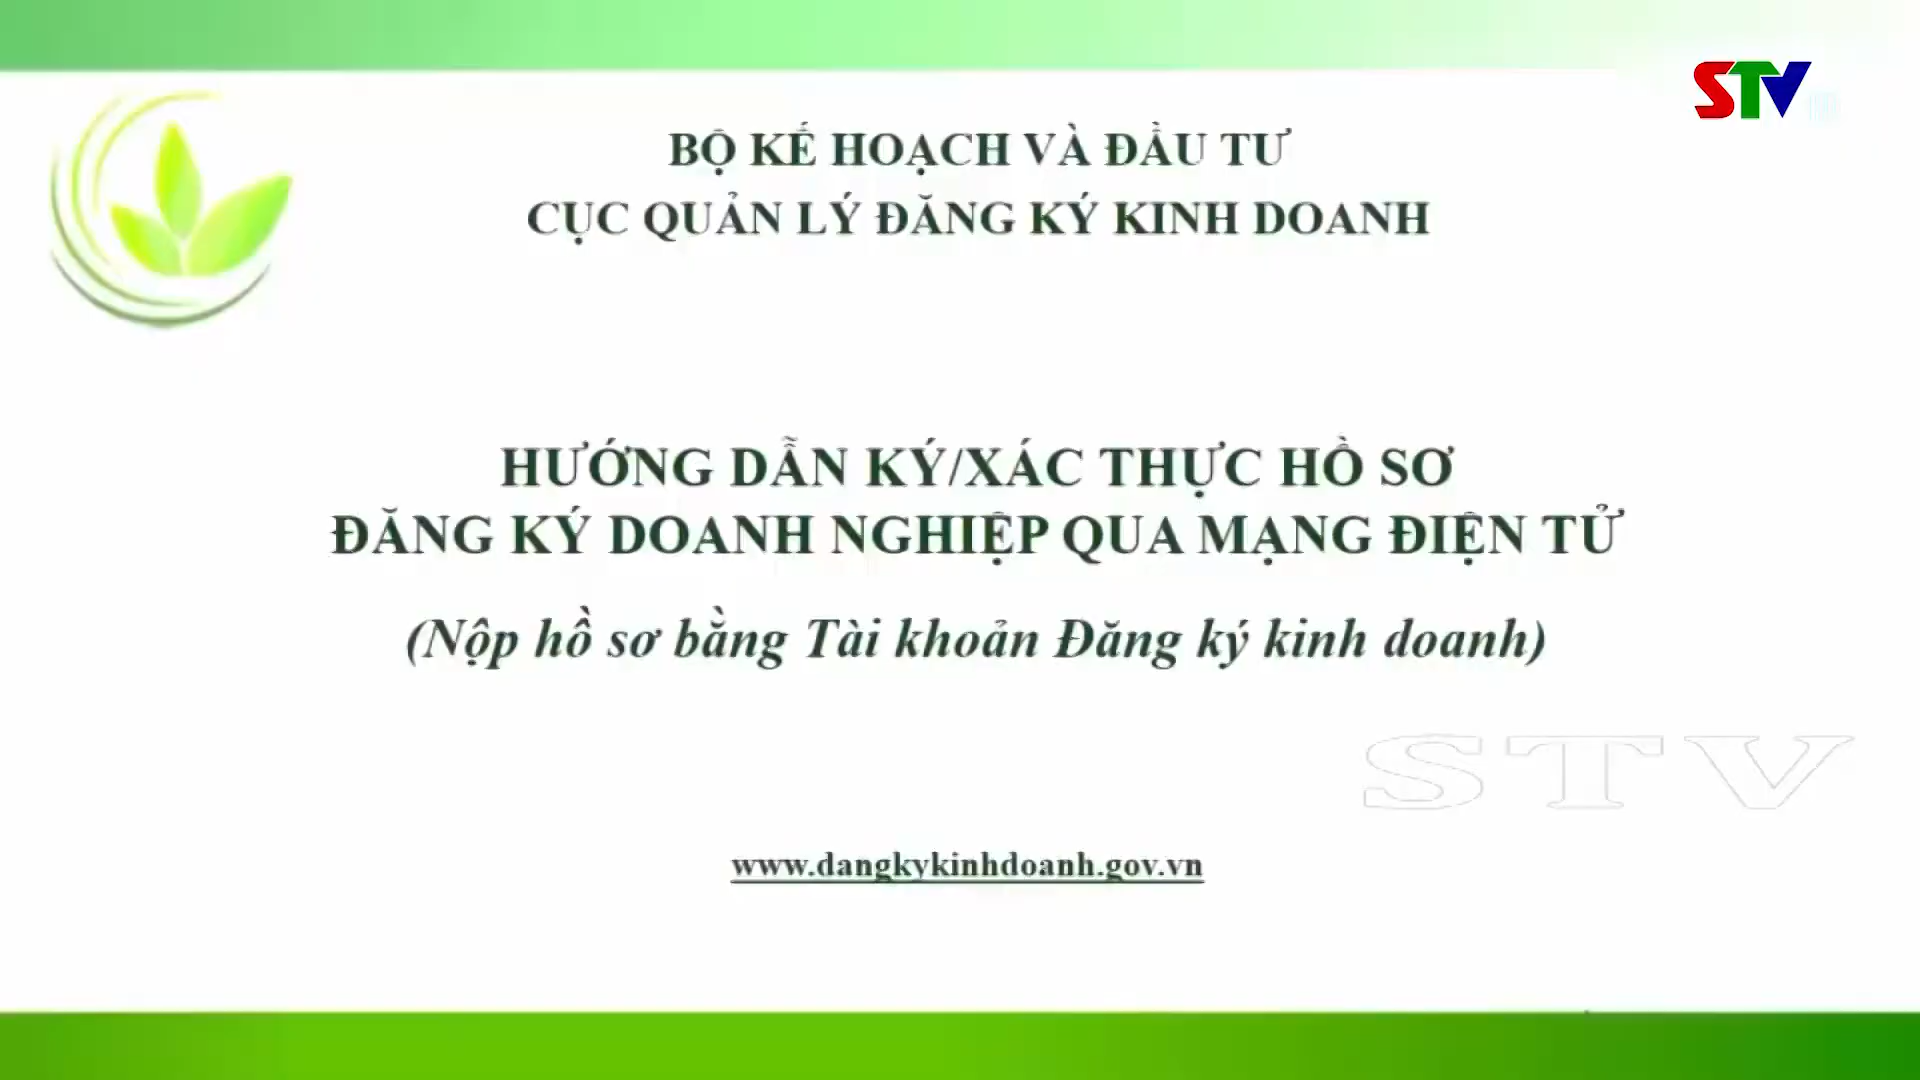 STV
BỘ KẾ HOẠCH VÀ ĐẦU TƯ
CỤC QUẢN LÝ ĐĂNG KÝ KINH DOANH
HƯỚNG DẪN KÝ/XÁC THỰC HỒ SƠ
ĐĂNG KÝ DOANH NGHIỆP QUA MẠNG ĐIỆN TỬ
(Nộp hồ sơ bằng Tài khoản Đăng ký kinh doanh)
STV
www.dangkykinhdoanh.gov.vn